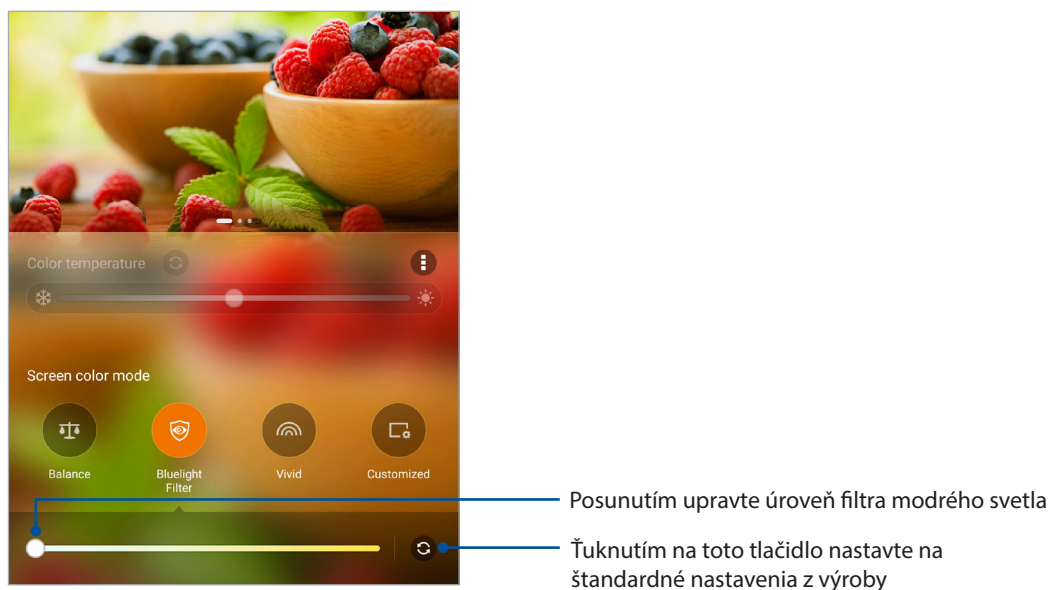 Color temperature
Screen color mode
Balance
Bluelight
Filter
Vivid
Customized
Posunutím upravte úroveň filtra modrého svetla
Ťuknutím na toto tlačidlo nastavte na
štandardné nastavenia z výroby